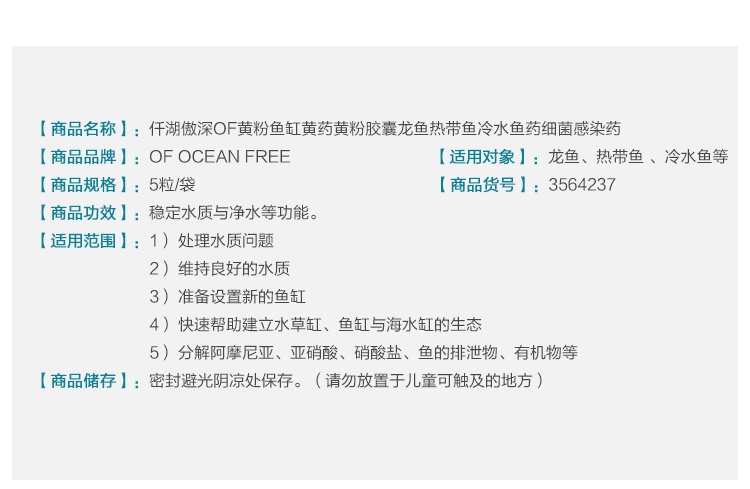 【商品名称】：仟湖傲深OF黄粉鱼缸黄药黄粉胶囊龙鱼热带鱼冷水鱼药细菌感染药
【商品品牌】：OF OCEAN FREE 【适用对象】：龙鱼、热带鱼、冷水鱼等
【商品规格】：5粒/袋 【商品货号】：3564237
【商品功效】：稳定水质与净水等功能。
【适用范围】：1）处理水质问题
2）维持良好的水质
3）准备设置新的鱼缸
4）快速帮助建立水草缸、鱼缸与海水缸的生态
5）分解阿摩尼亚、亚硝酸、硝酸盐、鱼的排泄物、有机物等
【商品储存】：密封避光阴凉处保存。（请勿放置于儿童可触及的地方）